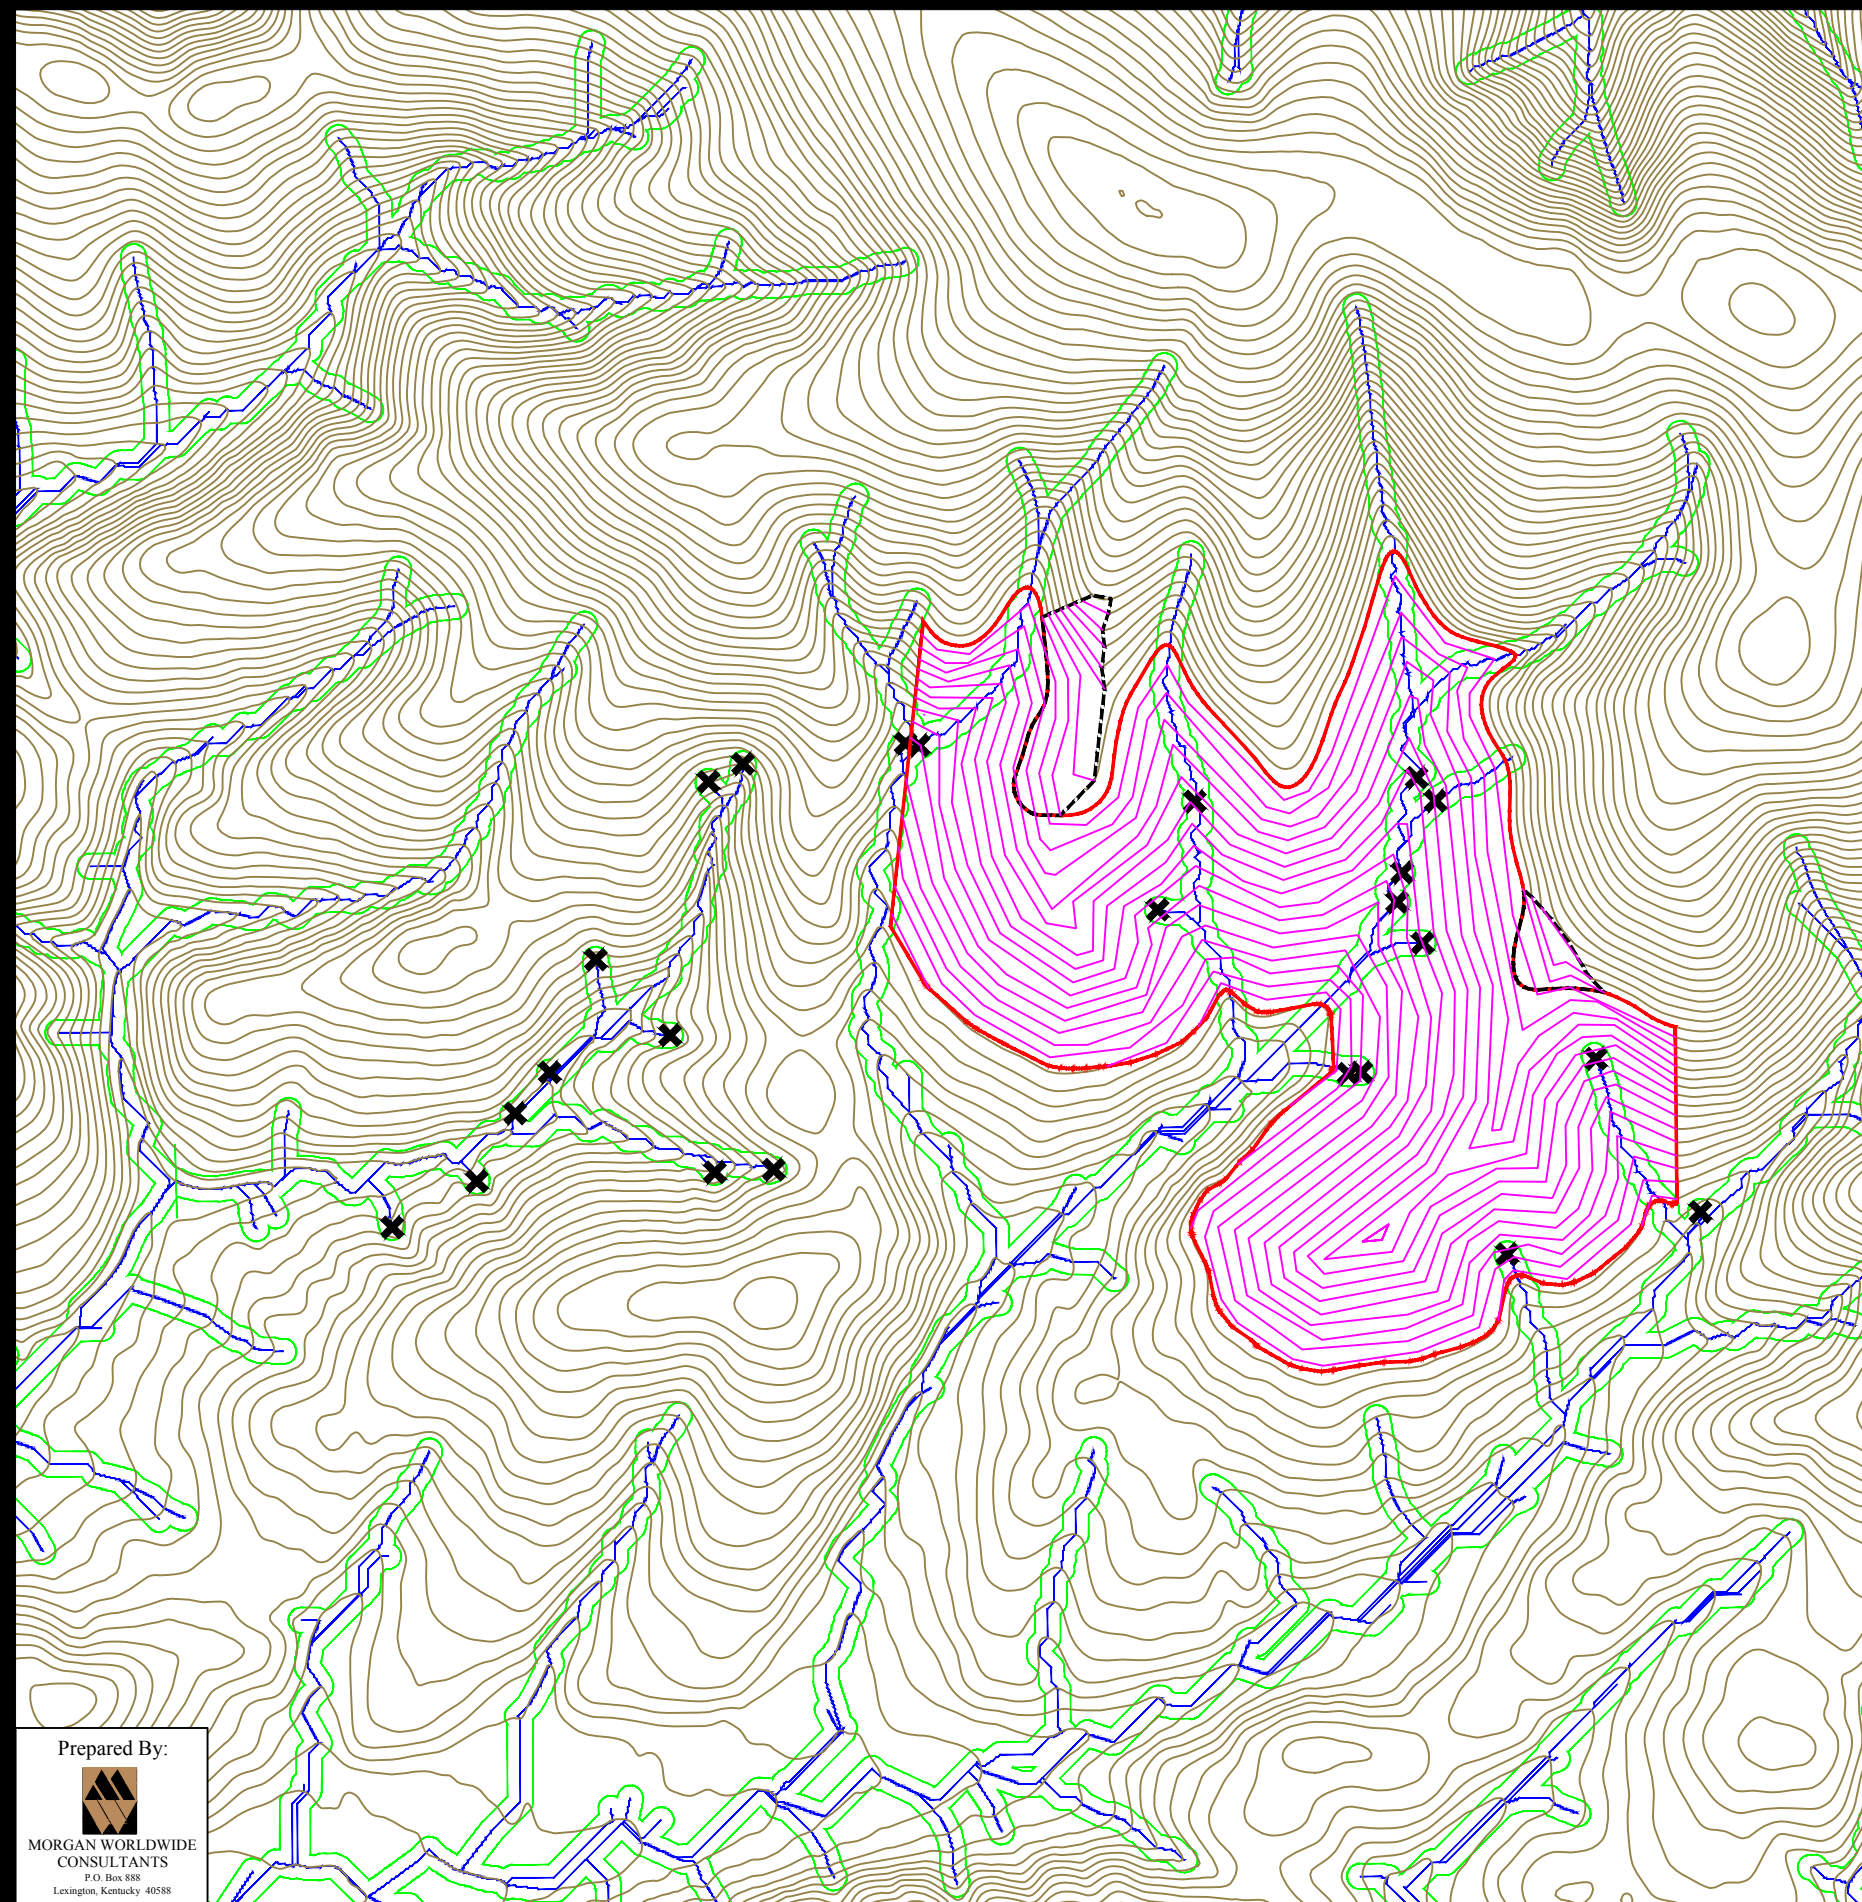 Prepared By:
MORGAN WORLDWIDE
CONSULTANTS
P.O. Box 888
Lexington, Kentucky 40588